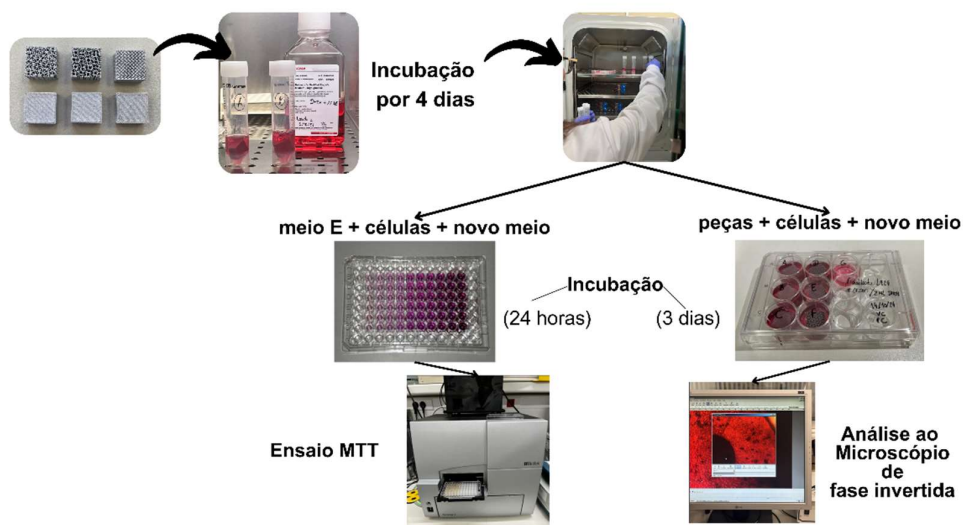 Incubação
por 4 dias
meio E + células + novo meio
peças + células + novo meio
Incubação
(24 horas)
(3 dias)
Ensaio MTT
Análise ao
Microscópio
de
fase invertida